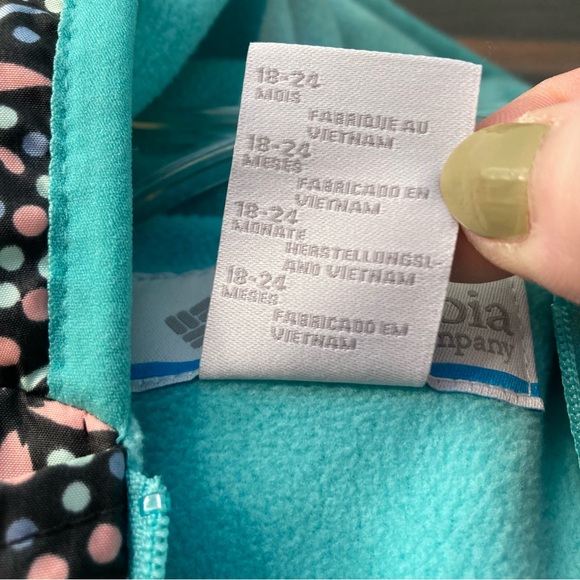 18-24
MOIS
FABRIQUE AU
VIETNAM
18-24
MESES
FABRICADO EN
VIETNAM
18-24
MONATE
HERSTELLUNGSL-
AND VIETNAM
18-24
MESES
FABRICADO EM
VIETNAM
bia
ompany